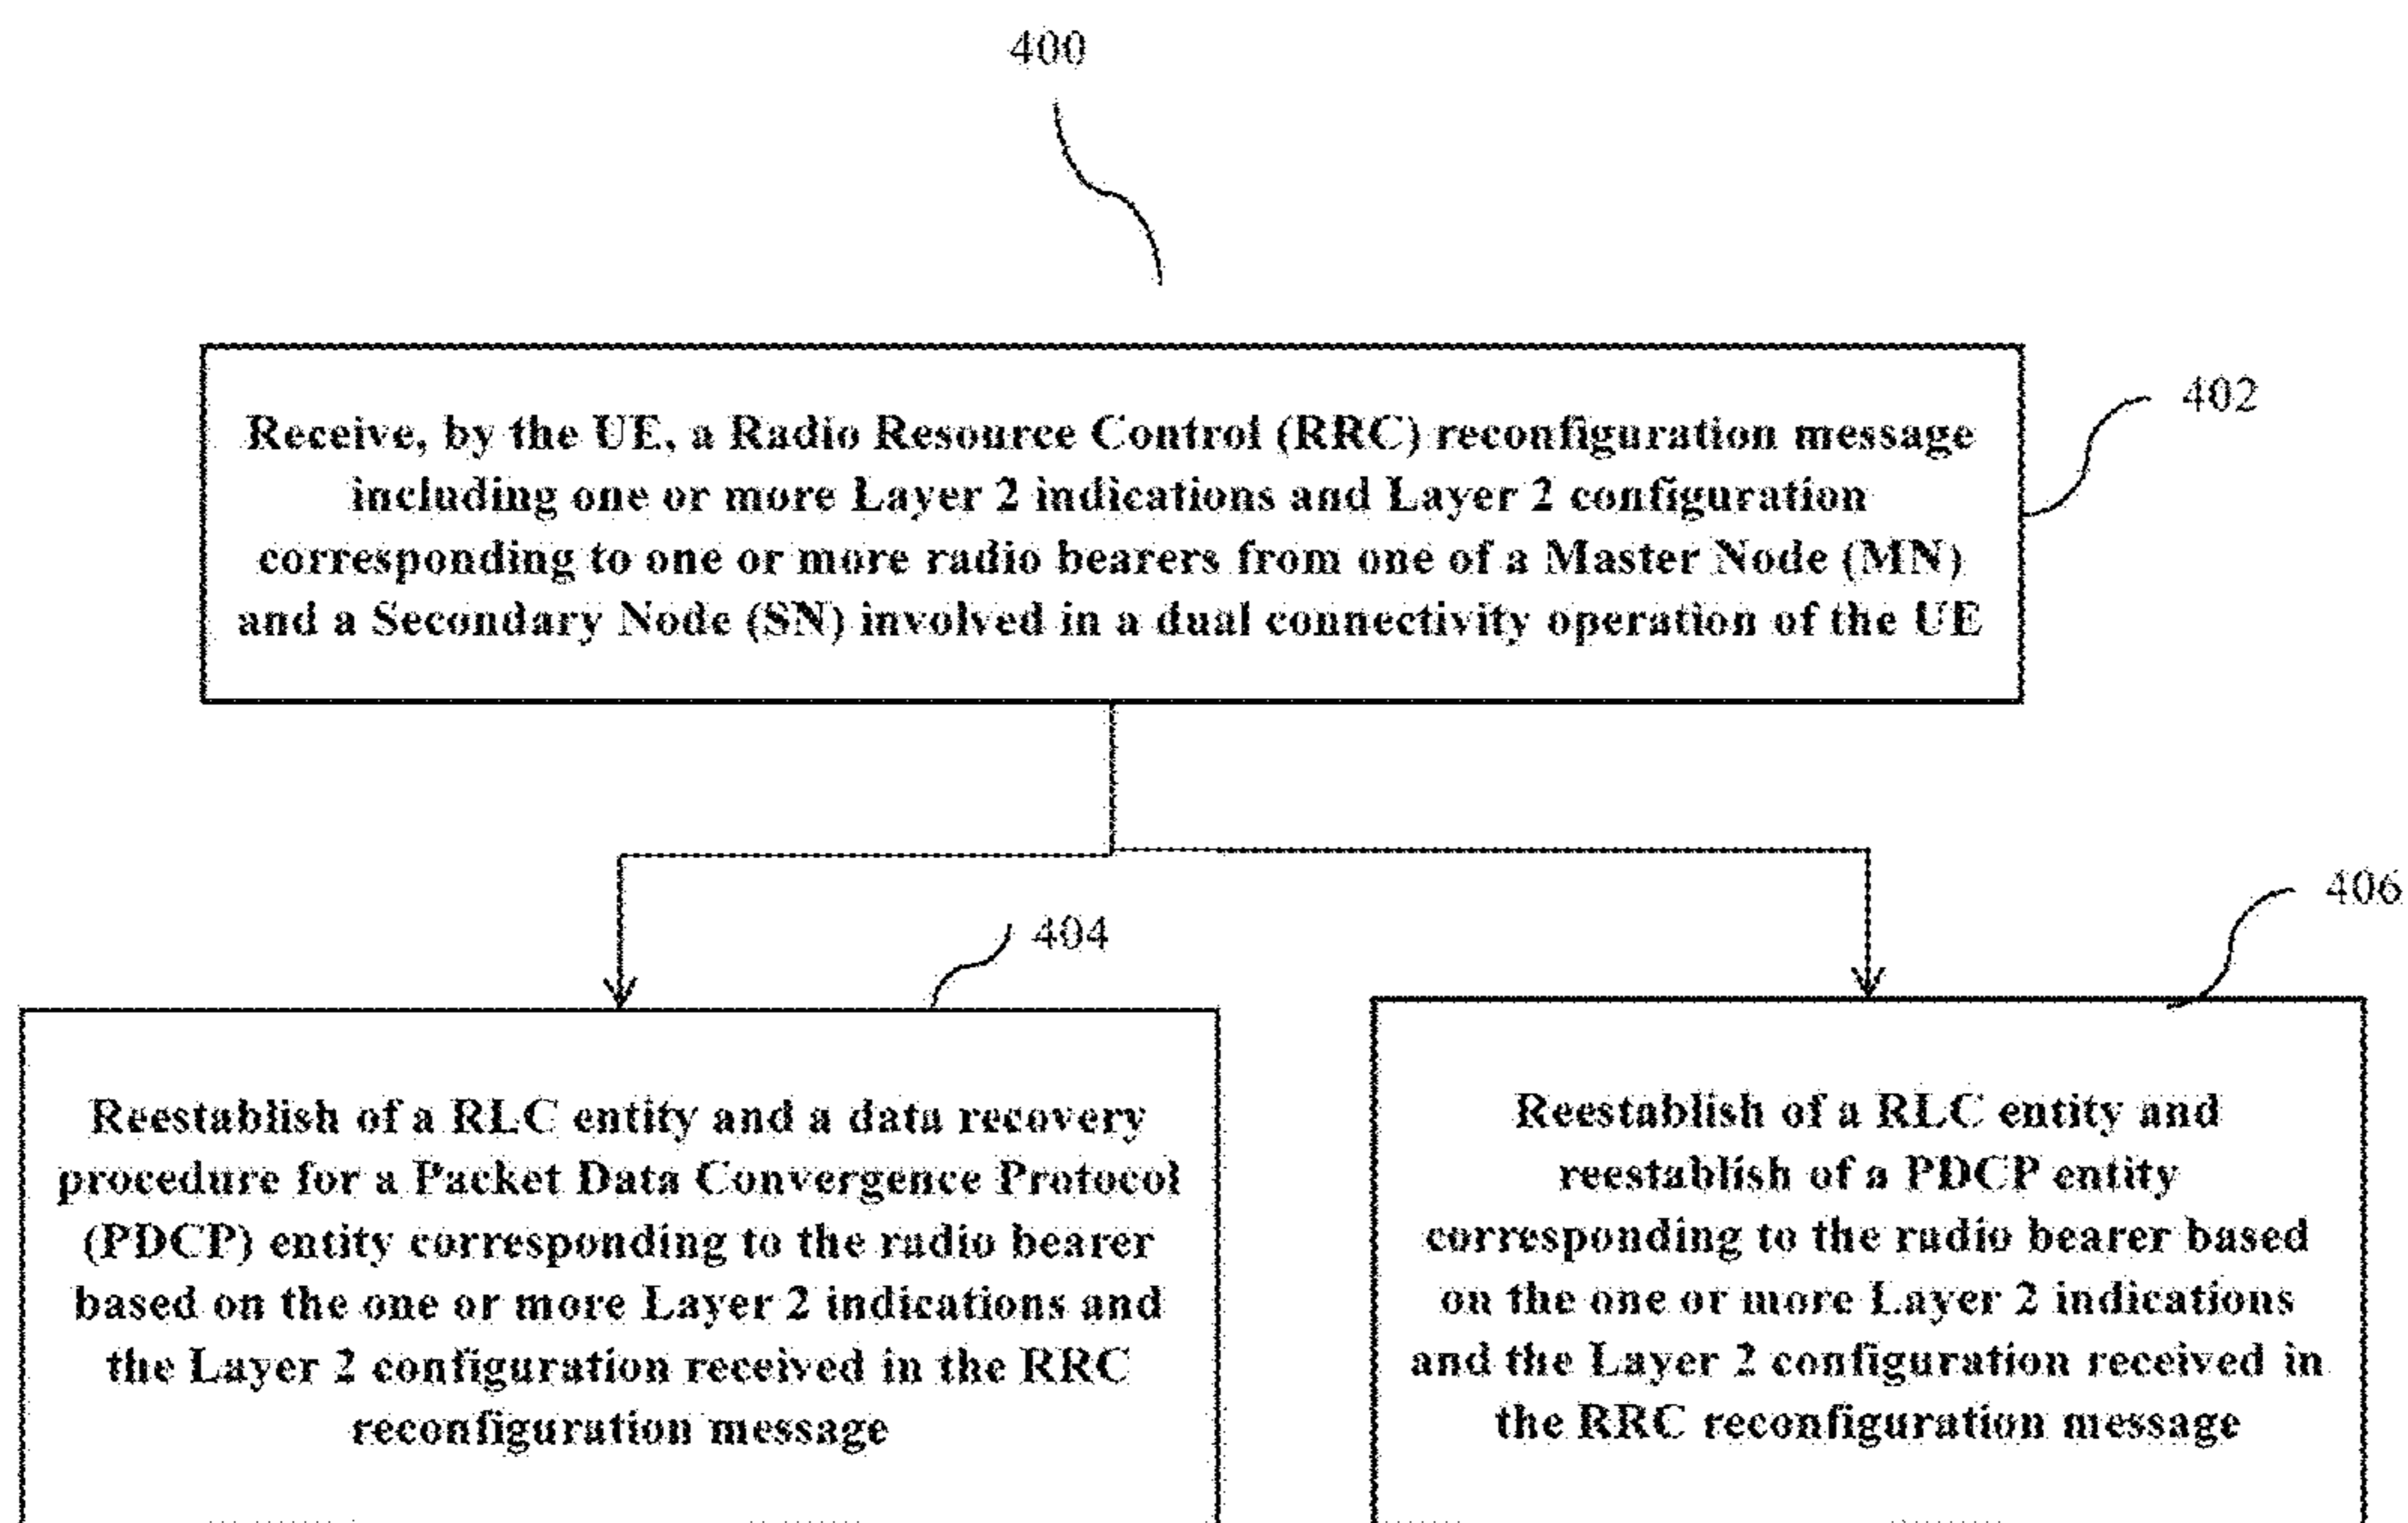 400
Receive, by the UE, a Radio Resource Control (RRC) reconfiguration message
including one or more Layer 2 indications and Layer 2 configuration
corresponding to one or more radio bearers from one of a Master Node (MN)
and a Secondary Node (SN) involved in a dual connectivity operation of the UE
402
404
Reestablish of a RLC entity and a data recovery
procedure for a Packet Data Convergence Protocol
(PDCP) entity corresponding to the radio bearer
based on the one or more Layer 2 indications and
the Layer 2 configuration received in the RRC
reconfiguration message
406
Reestablish of a RLC entity and
reestablish of a PDCP entity
corresponding to the radio bearer based
on the one or more Layer 2 indications
and the Layer 2 configuration received in
the RRC reconfiguration message